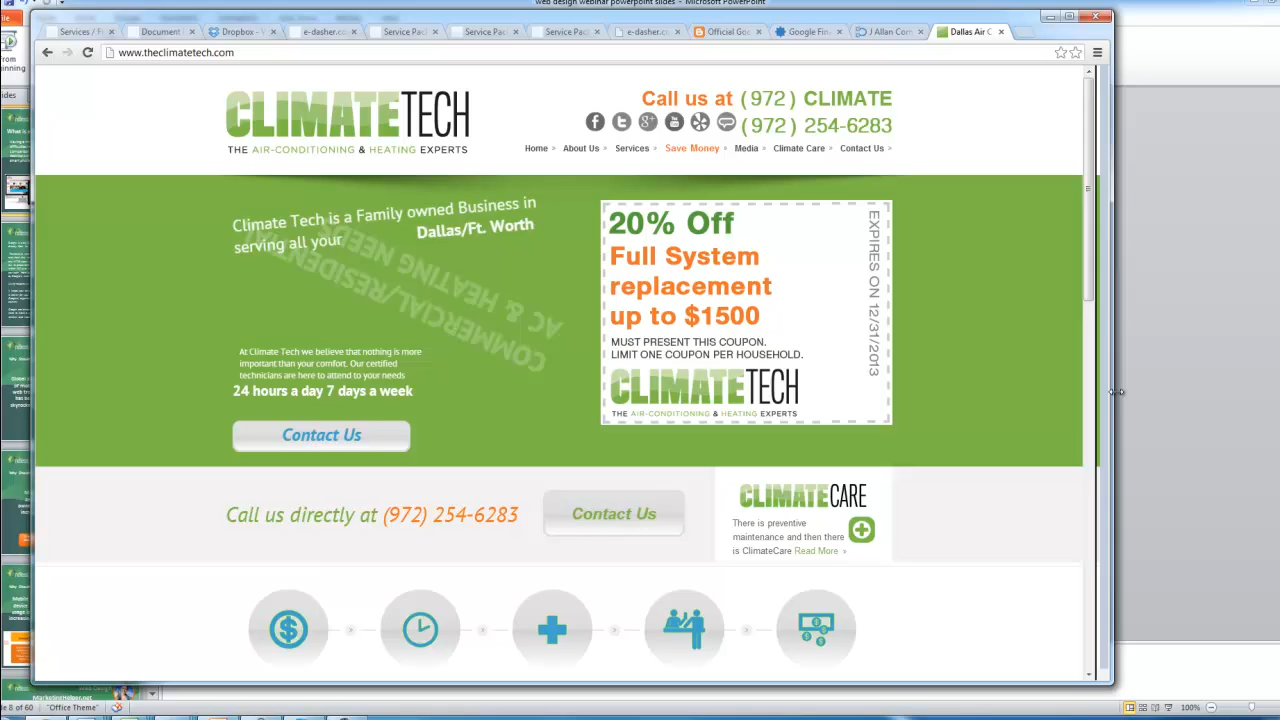 web design webinar powerpoint slides - Microsoft PowerPoint
Services / F
Document
Dropbox - V
e-dasher.co
Service Pac
Service Pac
Service Pac
e-dasher.co
Official Goo
Google Fin
J Allan Con
Dallas Air C
www.theclimatetech.com
CLIMATETECH
THE AIR-CONDITIONING & HEATING EXPERTS
Call us at (972) CLIMATE
(972) 254-6283
Home » About Us » Services » Save Money » Media » Climate Care » Contact Us »
Climate Tech is a Family owned Business in
serving all your Dallas/Ft. Worth
COMMERCIAL/RESIDENTIAL
AC & HEATING NEEDS
At Climate Tech we believe that nothing is more
important than your comfort. Our certified
technicians are here to attend to your needs
24 hours a day 7 days a week
Contact Us
20% Off
Full System
replacement
up to $1500
MUST PRESENT THIS COUPON.
LIMIT ONE COUPON PER HOUSEHOLD.
CLIMATETECH
THE AIR-CONDITIONING & HEATING EXPERTS
EXPIRES ON 12/31/2013
Call us directly at (972) 254-6283
Contact Us
CLIMATECARE
There is preventive
maintenance and then there
is ClimateCare Read More »
MarketingHelper.net
de 8 of 60 "Office Theme" 100%